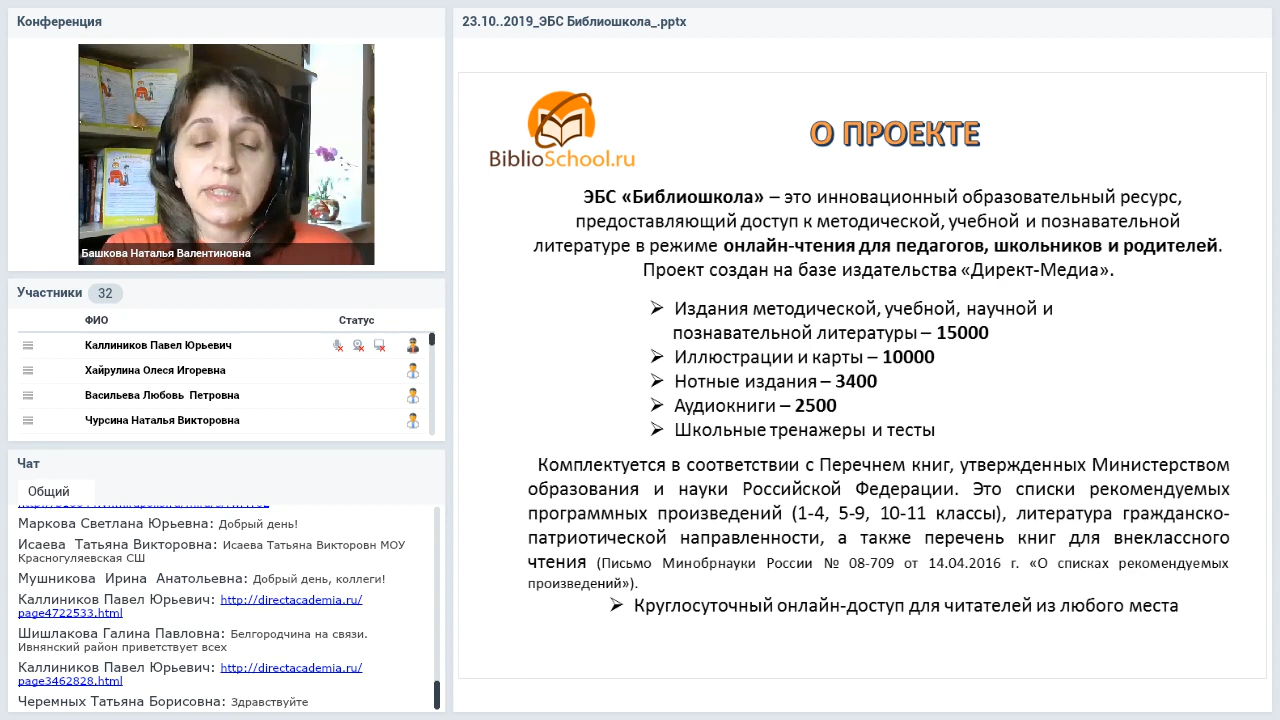 Конференция
Башкова Наталья Валентиновна
Участники 32
ФИО Статус
Каллиников Павел Юрьевич
Хайрулина Олеся Игоревна
Васильева Любовь Петровна
Чурсина Наталья Викторовна
Чат
Общий
Маркова Светлана Юрьевна: Добрый день!
Исаева Татьяна Викторовна: Исаева Татьяна Викторовн МОУ
Красногуляевская СШ
Мушникова Ирина Анатольевна: Добрый день, коллеги!
Каллиников Павел Юрьевич: http://directacademia.ru/
page4722533.html
Шишлакова Галина Павловна: Белгородчина на связи.
Ивнянский район приветствует всех
Каллиников Павел Юрьевич: http://directacademia.ru/
page3462828.html
Черемных Татьяна Борисовна: Здравствуйте
23.10..2019_ЭБС Библиошкола_.pptx
BiblioSchool.ru
О ПРОЕКТЕ
ЭБС «Библиошкола» – это инновационный образовательный ресурс,
предоставляющий доступ к методической, учебной и познавательной
литературе в режиме онлайн-чтения для педагогов, школьников и родителей.
Проект создан на базе издательства «Директ-Медиа».
➢ Издания методической, учебной, научной и
познавательной литературы – 15000
➢ Иллюстрации и карты – 10000
➢ Нотные издания – 3400
➢ Аудиокниги – 2500
➢ Школьные тренажеры и тесты
Комплектуется в соответствии с Перечнем книг, утвержденных Министерством
образования и науки Российской Федерации. Это списки рекомендуемых
программных произведений (1-4, 5-9, 10-11 классы), литература гражданско-
патриотической направленности, а также перечень книг для внеклассного
чтения (Письмо Минобрнауки России № 08-709 от 14.04.2016 г. «О списках рекомендуемых
произведений»).
➢ Круглосуточный онлайн-доступ для читателей из любого места